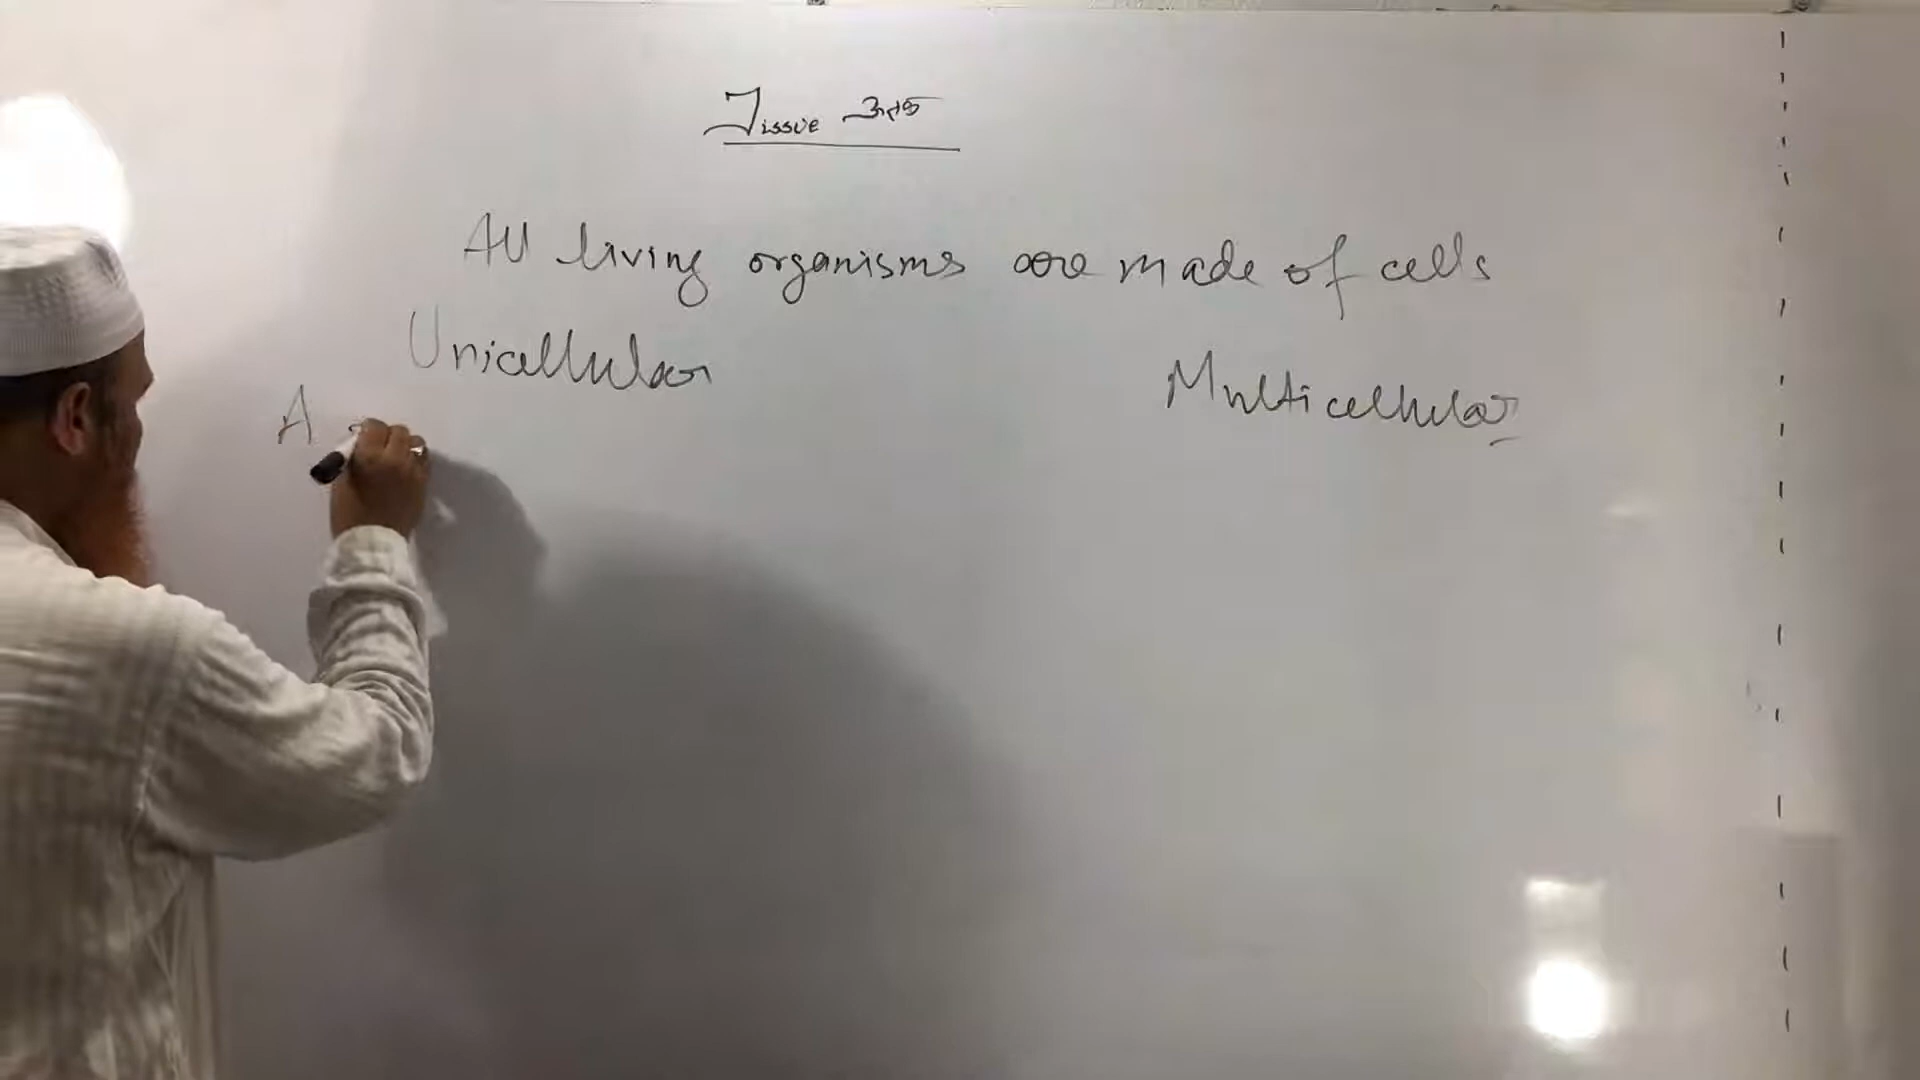 Tissue ऊतक
All living organisms are made of cells
Unicellular Multicellular
A